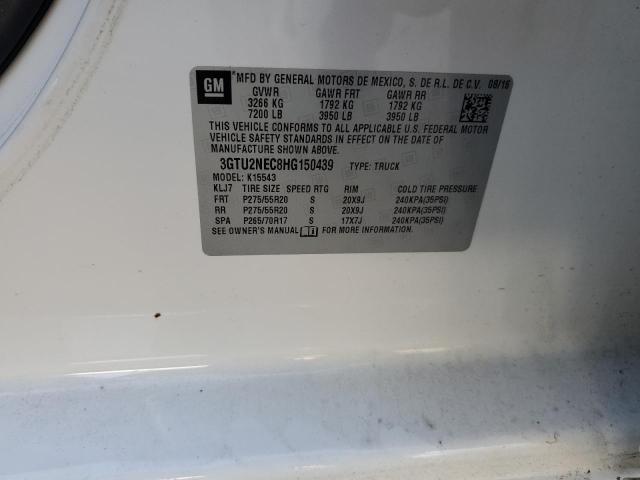 GM *MFD BY GENERAL MOTORS DE MEXICO, S. DE R.L. DE C.V. 08/16
GVWR GAWR FRT GAWR RR
3266 KG 1792 KG 1792 KG
7200 LB 3950 LB 3950 LB
THIS VEHICLE CONFORMS TO ALL APPLICABLE U.S. FEDERAL MOTOR
VEHICLE SAFETY STANDARDS IN EFFECT ON THE DATE OF
MANUFACTURE SHOWN ABOVE.
3GTU2NEC8HG150439 TYPE: TRUCK
MODEL: K15543
KLJ7 TIRE SIZE SPEED RTG RIM COLD TIRE PRESSURE
FRT P275/55R20 S 20X9J 240KPA(35PSI)
RR P275/55R20 S 20X9J 240KPA(35PSI)
SPA P265/70R17 S 17X7J 240KPA(35PSI)
SEE OWNER'S MANUAL FOR MORE INFORMATION.